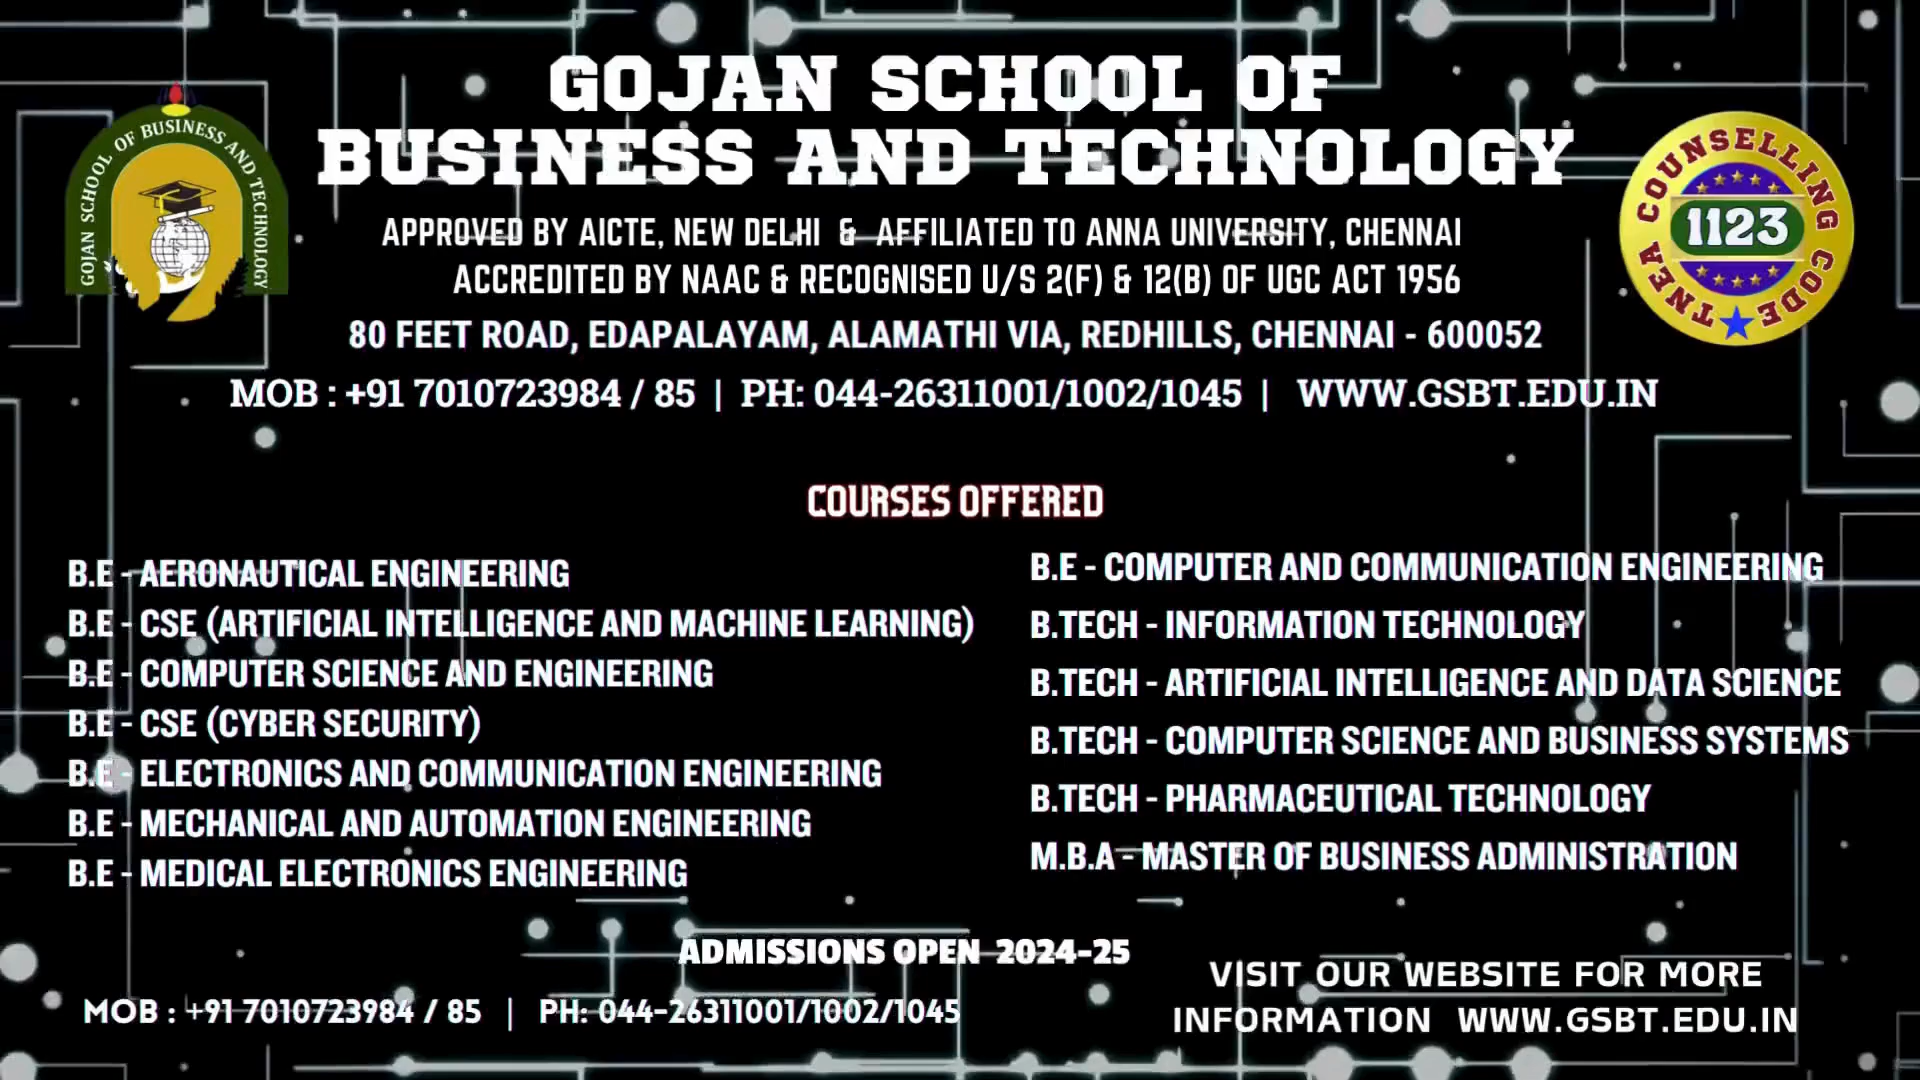 GOJAN SCHOOL OF
BUSINESS AND TECHNOLOGY
GOJAN SCHOOL OF BUSINESS AND TECHNOLOGY
APPROVED BY AICTE, NEW DELHI & AFFILIATED TO ANNA UNIVERSITY, CHENNAI
ACCREDITED BY NAAC & RECOGNISED U/S 2(F) & 12(B) OF UGC ACT 1956
TNEA COUNSELLING CODE
1123
80 FEET ROAD, EDAPALAYAM, ALAMATHI VIA, REDHILLS, CHENNAI - 600052
MOB : +91 7010723984 / 85 | PH: 044-26311001/1002/1045 | WWW.GSBT.EDU.IN
COURSES OFFERED
B.E - AERONAUTICAL ENGINEERING
B.E - CSE (ARTIFICIAL INTELLIGENCE AND MACHINE LEARNING)
B.E - COMPUTER SCIENCE AND ENGINEERING
B.E - CSE (CYBER SECURITY)
B.E - ELECTRONICS AND COMMUNICATION ENGINEERING
B.E - MECHANICAL AND AUTOMATION ENGINEERING
B.E - MEDICAL ELECTRONICS ENGINEERING
B.E - COMPUTER AND COMMUNICATION ENGINEERING
B.TECH - INFORMATION TECHNOLOGY
B.TECH - ARTIFICIAL INTELLIGENCE AND DATA SCIENCE
B.TECH - COMPUTER SCIENCE AND BUSINESS SYSTEMS
B.TECH - PHARMACEUTICAL TECHNOLOGY
M.B.A - MASTER OF BUSINESS ADMINISTRATION
ADMISSIONS OPEN 2024-25
MOB : +91 7010723984 / 85 | PH: 044-26311001/1002/1045
VISIT OUR WEBSITE FOR MORE
INFORMATION WWW.GSBT.EDU.IN